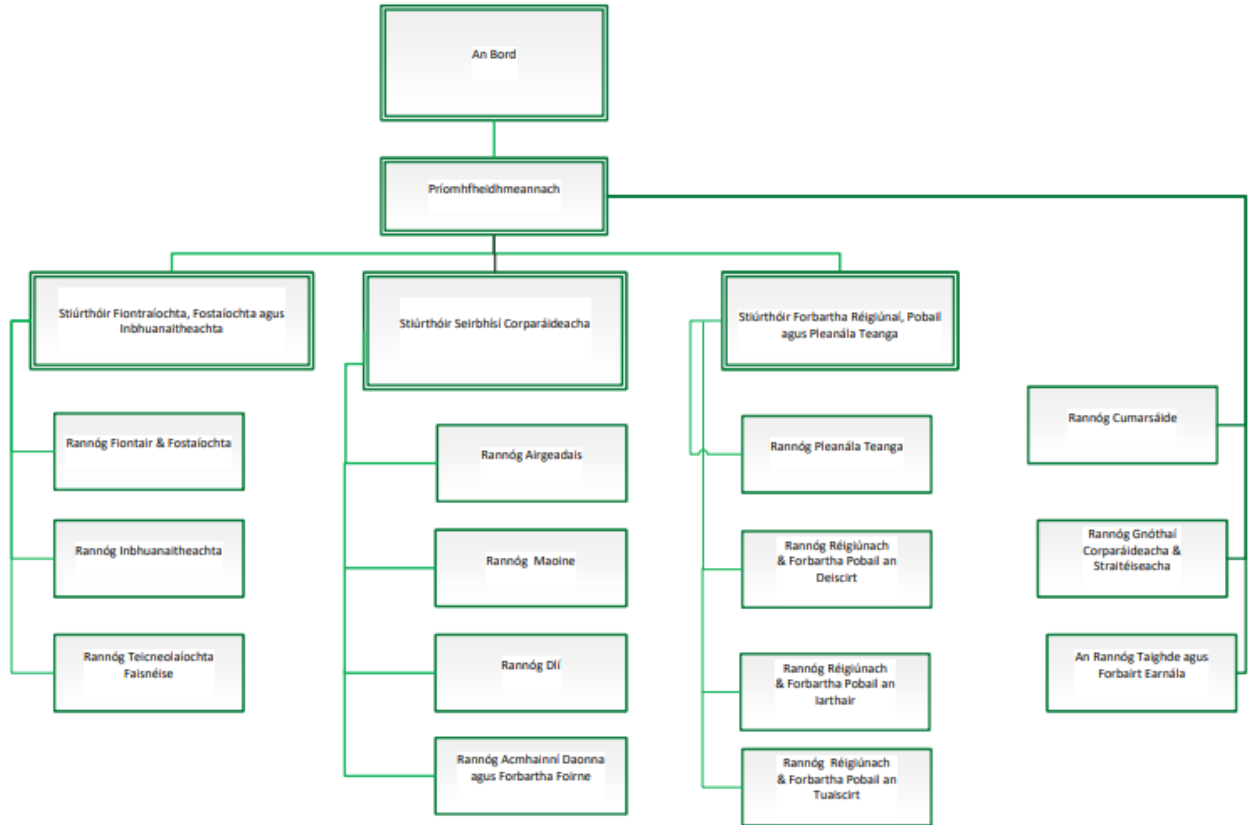 An Bord
Príomhfheidhmeannach
Stiúrthóir Fiontraíochta, Fostaíochta agus
Inbhuanaitheachta
Stiúrthóir Seirbhísí Corparáideacha
Stiúrthóir Forbartha Réigiúnaí, Pobail
agus Pleanála Teanga
Rannóg Fiontair & Fostaíochta
Rannóg Inbhuanaitheachta
Rannóg Teicneolaíochta
Faisnéise
Rannóg Airgeadais
Rannóg Maoine
Rannóg Dlí
Rannóg Acmhainní Daonna
agus Forbartha Foirne
Rannóg Pleanála Teanga
Rannóg Réigiúnach
& Forbartha Pobail an
Deiscirt
Rannóg Réigiúnach
& Forbartha Pobail an
Iarthair
Rannóg Réigiúnach
& Forbartha Pobail an
Tuaiscirt
Rannóg Cumarsáide
Rannóg Gnóthaí
Corparáideacha &
Straitéiseacha
An Rannóg Taighde agus
Forbairt Earnála